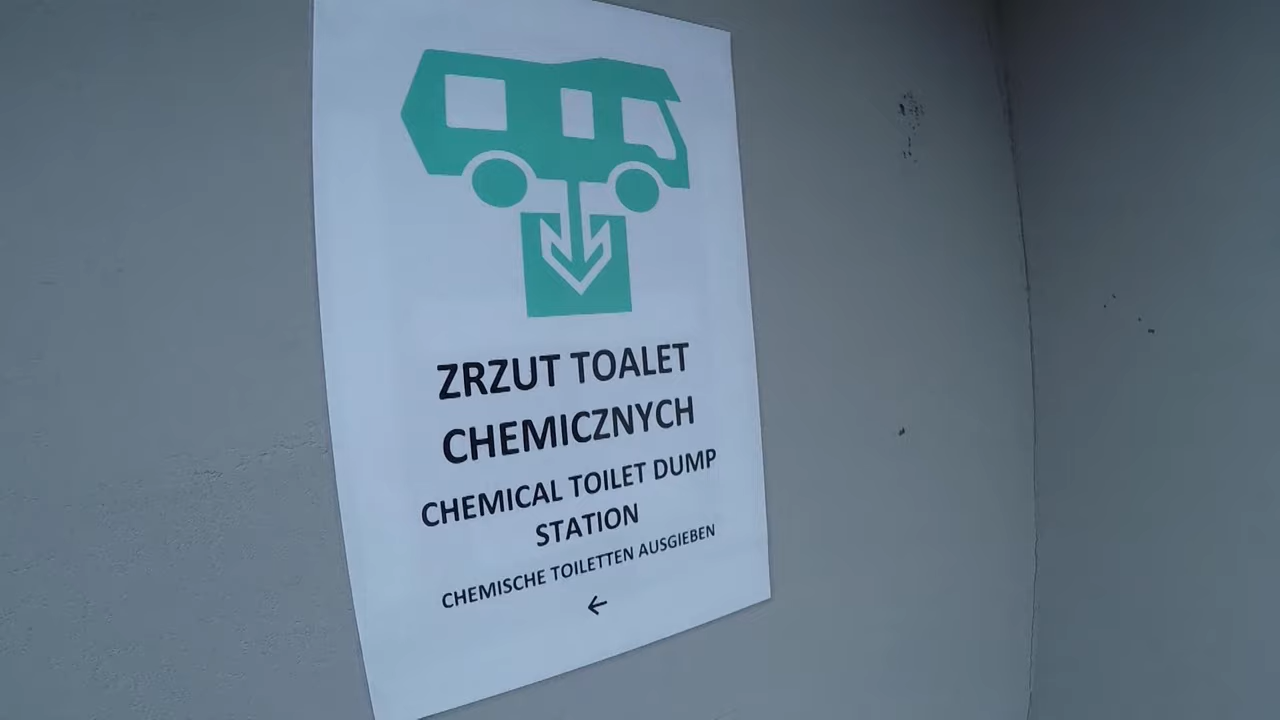 ZRZUT TOALET
CHEMICZNYCH
CHEMICAL TOILET DUMP
STATION
CHEMISCHE TOILETTEN AUSGIEBEN
←